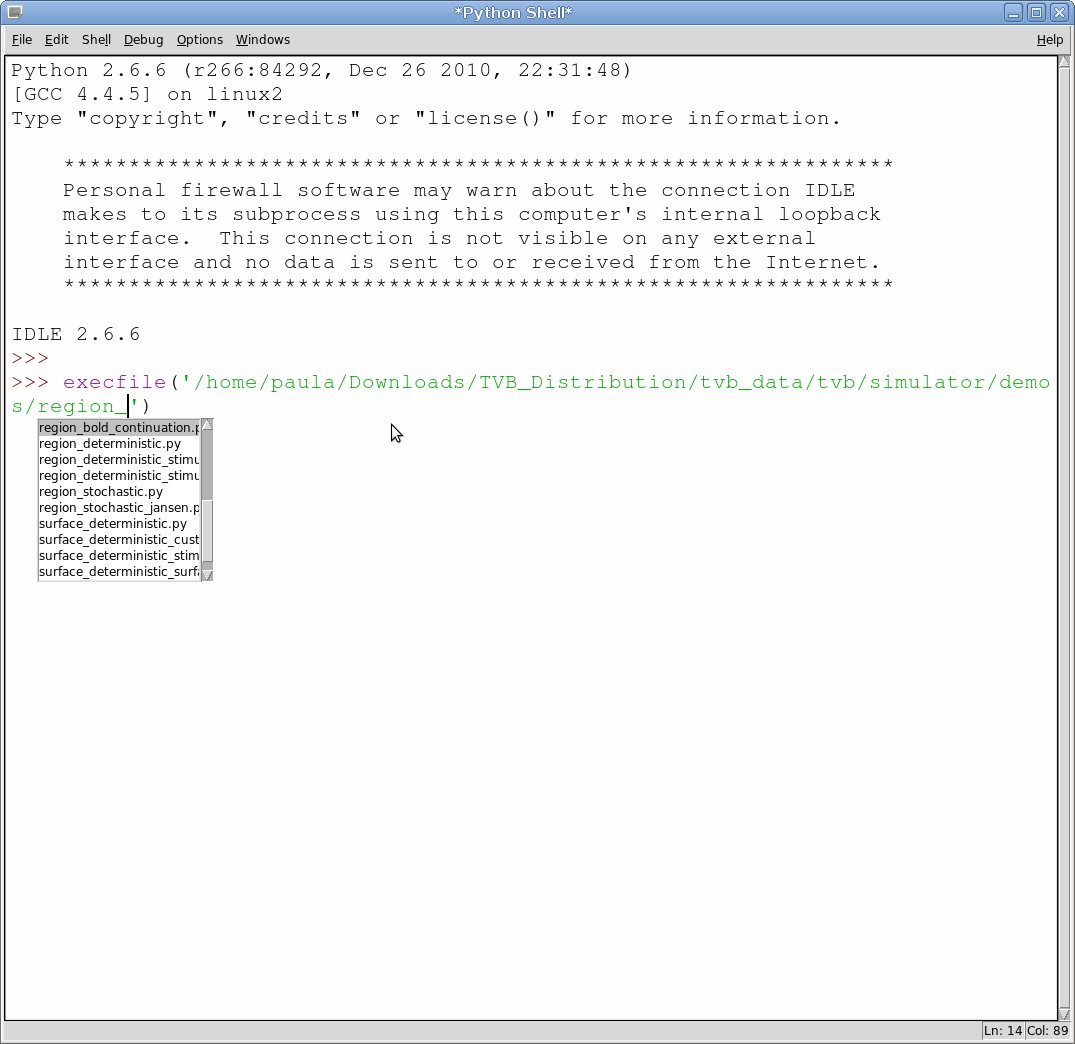 *Python Shell*
File Edit Shell Debug Options Windows Help
Python 2.6.6 (r266:84292, Dec 26 2010, 22:31:48)
[GCC 4.4.5] on linux2
Type "copyright", "credits" or "license()" for more information.
****************************************************************
Personal firewall software may warn about the connection IDLE
makes to its subprocess using this computer's internal loopback
interface.  This connection is not visible on any external
interface and no data is sent to or received from the Internet.
****************************************************************
IDLE 2.6.6
>>>
>>> execfile('/home/paula/Downloads/TVB_Distribution/tvb_data/tvb/simulator/demo
s/region_')
region_bold_continuation.p
region_deterministic.py
region_deterministic_stimu
region_deterministic_stimu
region_stochastic.py
region_stochastic_jansen.p
surface_deterministic.py
surface_deterministic_cust
surface_deterministic_stim
surface_deterministic_surfa
Ln: 14 Col: 89